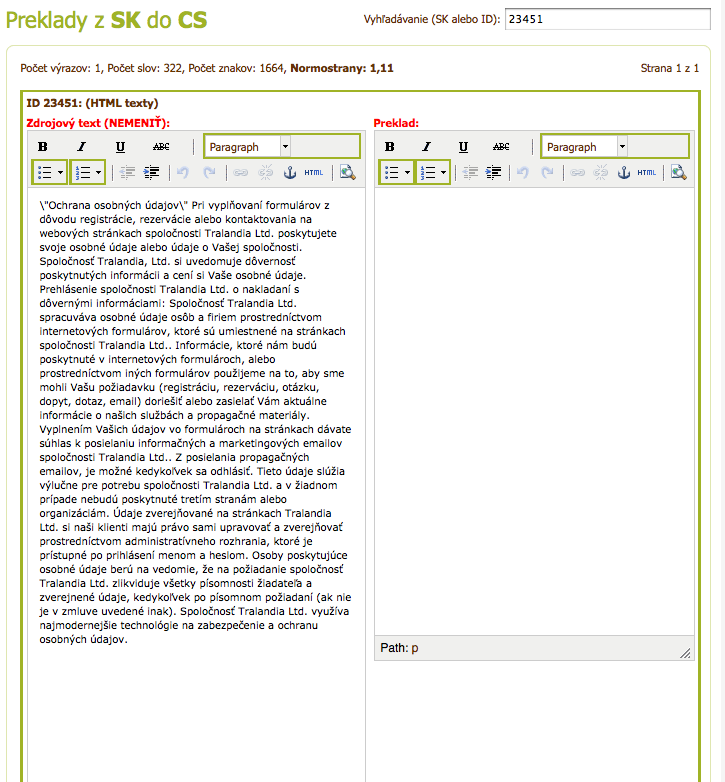 Preklady z SK do CS
Vyhľadávanie (SK alebo ID): 23451
Počet výrazov: 1, Počet slov: 322, Počet znakov: 1664, Normostrany: 1,11
Strana 1 z 1
ID 23451: (HTML texty)
Zdrojový text (NEMENIŤ):
B I U ABC Paragraph
HTML
\"Ochrana osobných údajov\" Pri vyplňovaní formulárov z
dôvodu registrácie, rezervácie alebo kontaktovania na
webových stránkach spoločnosti Tralandia Ltd. poskytujete
svoje osobné údaje alebo údaje o Vašej spoločnosti.
Spoločnosť Tralandia, Ltd. si uvedomuje dôvernosť
poskytnutých informácii a cení si Vaše osobné údaje.
Prehlásenie spoločnosti Tralandia Ltd. o nakladaní s
dôvernými informáciami: Spoločnosť Tralandia Ltd.
spracuváva osobné údaje osôb a firiem prostredníctvom
internetových formulárov, ktoré sú umiestnené na stránkach
spoločnosti Tralandia Ltd.. Informácie, ktoré nám budú
poskytnuté v internetových formulároch, alebo
prostredníctvom iných formulárov použijeme na to, aby sme
mohli Vašu požiadavku (registráciu, rezerváciu, otázku,
dopyt, dotaz, email) doriešiť alebo zasielať Vám aktuálne
informácie o našich službách a propagačné materiály.
Vyplnením Vašich údajov vo formulároch na stránkach dávate
súhlas k posielaniu informačných a marketingových emailov
spoločnosti Tralandia Ltd.. Z posielania propagačných
emailov, je možné kedykoľvek sa odhlásiť. Tieto údaje slúžia
výlučne pre potrebu spoločnosti Tralandia Ltd. a v žiadnom
prípade nebudú poskytnuté tretím stranám alebo
organizáciám. Údaje zverejňované na stránkach Tralandia
Ltd. si naši klienti majú právo sami upravovať a zverejňovať
prostredníctvom administratívneho rozhrania, ktoré je
prístupné po prihlásení menom a heslom. Osoby poskytujúce
osobné údaje berú na vedomie, že na požiadanie spoločnosť
Tralandia Ltd. zlikviduje všetky písomnosti žiadateľa a
zverejnené údaje, kedykoľvek po písomnom požiadaní (ak nie
je v zmluve uvedené inak). Spoločnosť Tralandia Ltd. využíva
najmodernejšie technológie na zabezpečenie a ochranu
osobných údajov.
Preklad:
B I U ABC Paragraph
HTML
Path: p